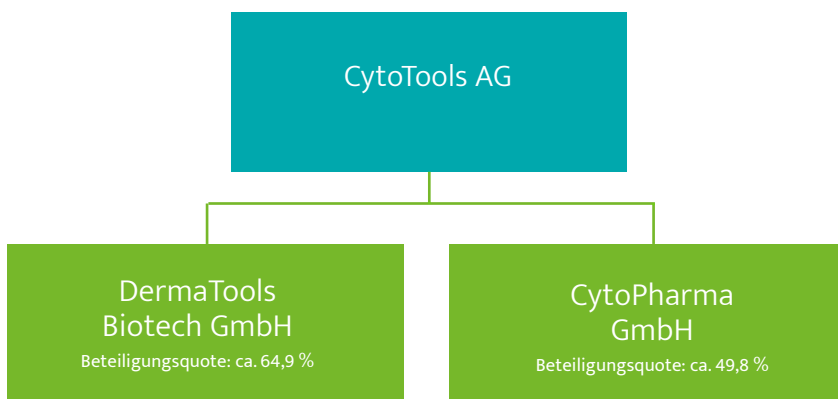 CytoTools AG
DermaTools
Biotech GmbH
Beteiligungsquote: ca. 64,9 %
CytoPharma
GmbH
Beteiligungsquote: ca. 49,8 %